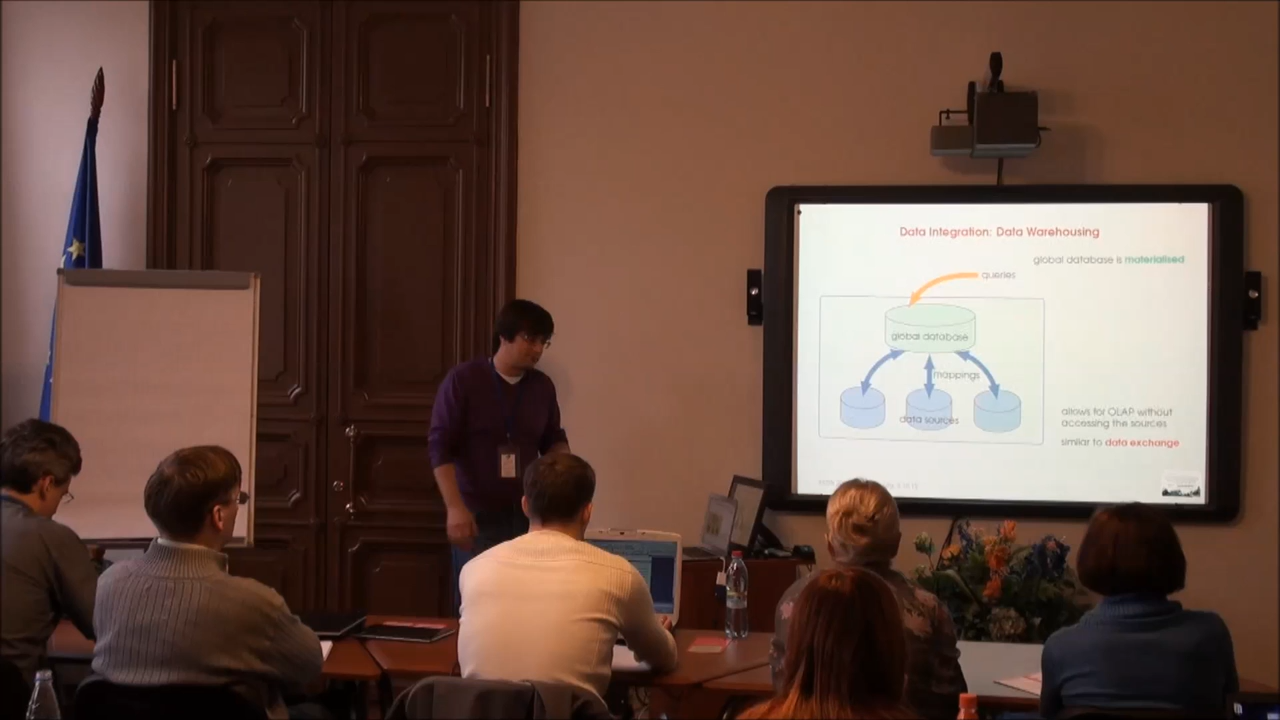 Data Integration: Data Warehousing
global database is materialised
queries
global database
mappings
data sources
allows for OLAP without
accessing the sources
similar to data exchange